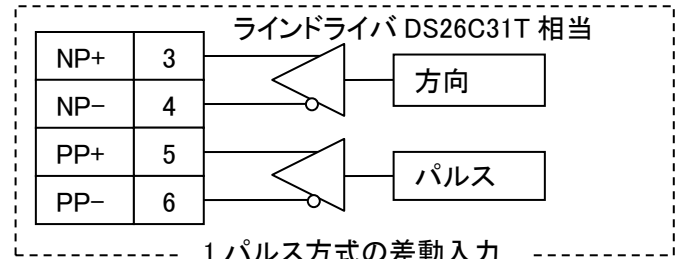 ラインドライバ DS26C31T 相当
NP+ 3
方向
NP− 4
PP+ 5
パルス
PP− 6
1 パルス方式の差動入力